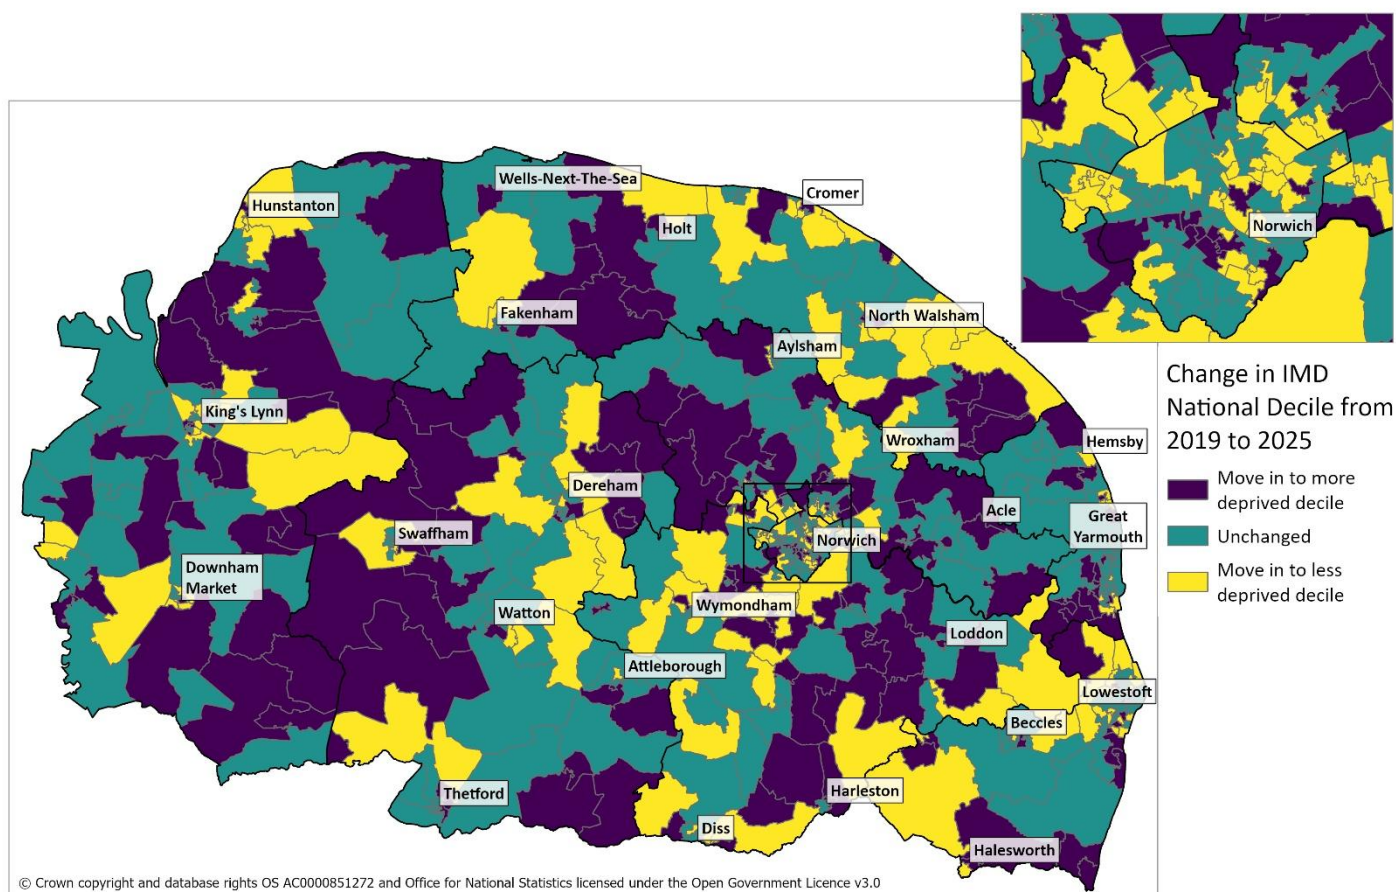 Norwich
Wells-Next-The-Sea
Cromer
Hunstanton
Holt
Fakenham
North Walsham
Aylsham
King's Lynn
Wroxham
Hemsby
Dereham
Acle
Great
Yarmouth
Swaffham
Norwich
Downham
Market
Watton
Wymondham
Loddon
Attleborough
Lowestoft
Beccles
Thetford
Harleston
Diss
Halesworth
Change in IMD
National Decile from
2019 to 2025
Move in to more
deprived decile
Unchanged
Move in to less
deprived decile
© Crown copyright and database rights OS AC0000851272 and Office for National Statistics licensed under the Open Government Licence v3.0